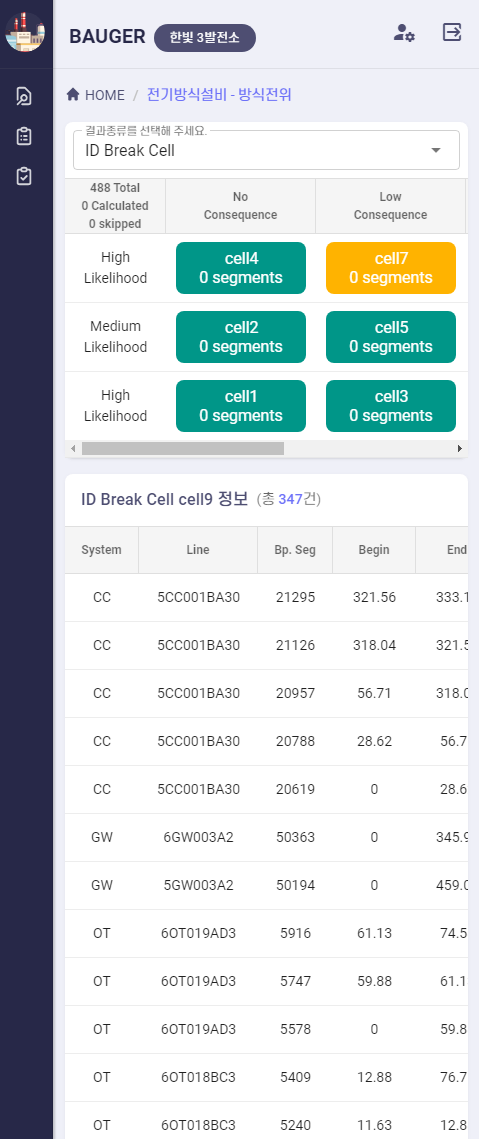 BAUGER 한빛 3발전소
HOME / 전기방식설비 - 방식전위
결과종류를 선택해 주세요.
ID Break Cell
488 Total
0 Calculated
0 skipped
No
Consequence
Low
Consequence
High
Likelihood
cell4
0 segments
cell7
0 segments
Medium
Likelihood
cell2
0 segments
cell5
0 segments
High
Likelihood
cell1
0 segments
cell3
0 segments
ID Break Cell cell9 정보 (총 347건)
System Line Bp. Seg Begin End
CC 5CC001BA30 21295 321.56 333.1
CC 5CC001BA30 21126 318.04 321.5
CC 5CC001BA30 20957 56.71 318.0
CC 5CC001BA30 20788 28.62 56.7
CC 5CC001BA30 20619 0 28.6
GW 6GW003A2 50363 0 345.9
GW 5GW003A2 50194 0 459.0
OT 6OT019AD3 5916 61.13 74.5
OT 6OT019AD3 5747 59.88 61.1
OT 6OT019AD3 5578 0 59.8
OT 6OT018BC3 5409 12.88 76.7
OT 6OT018BC3 5240 11.63 12.8